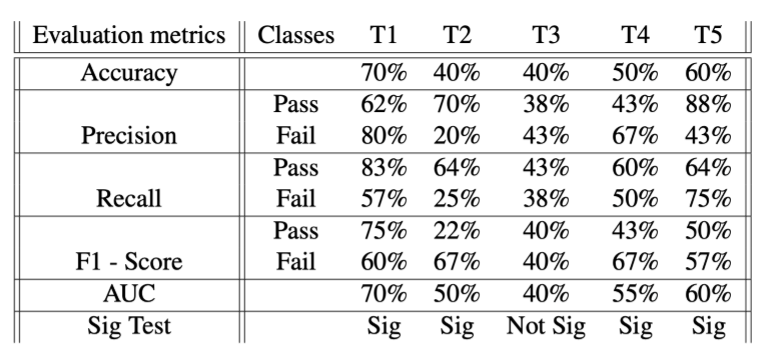 Evaluation metrics Classes T1 T2 T3 T4 T5
Accuracy 70% 40% 40% 50% 60%
Pass 62% 70% 38% 43% 88%
Precision Fail 80% 20% 43% 67% 43%
Pass 83% 64% 43% 60% 64%
Recall Fail 57% 25% 38% 50% 75%
Pass 75% 22% 40% 43% 50%
F1 - Score Fail 60% 67% 40% 67% 57%
AUC 70% 50% 40% 55% 60%
Sig Test Sig Sig Not Sig Sig Sig